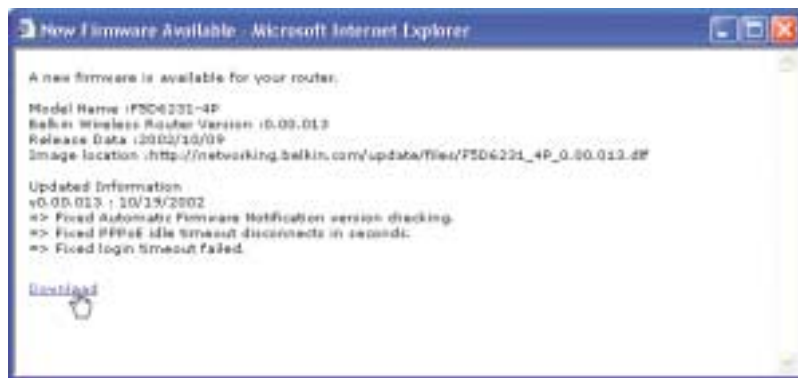 New Firmware Available - Microsoft Internet Explorer
A new firmware is available for your router.
Model Name :F5D6231-4P
Belkin Wireless Router Version :0.00.013
Release Data :2002/10/09
Image location :http://networking.belkin.com/update/files/F5D6231_4P_0.00.013.dlf
Updated Information
v0.00.013 : 10/19/2002
=> Fixed Automatic Firmware Notification version checking.
=> Fixed PPPoE idle timeout disconnects in seconds.
=> Fixed login timeout failed.
Download